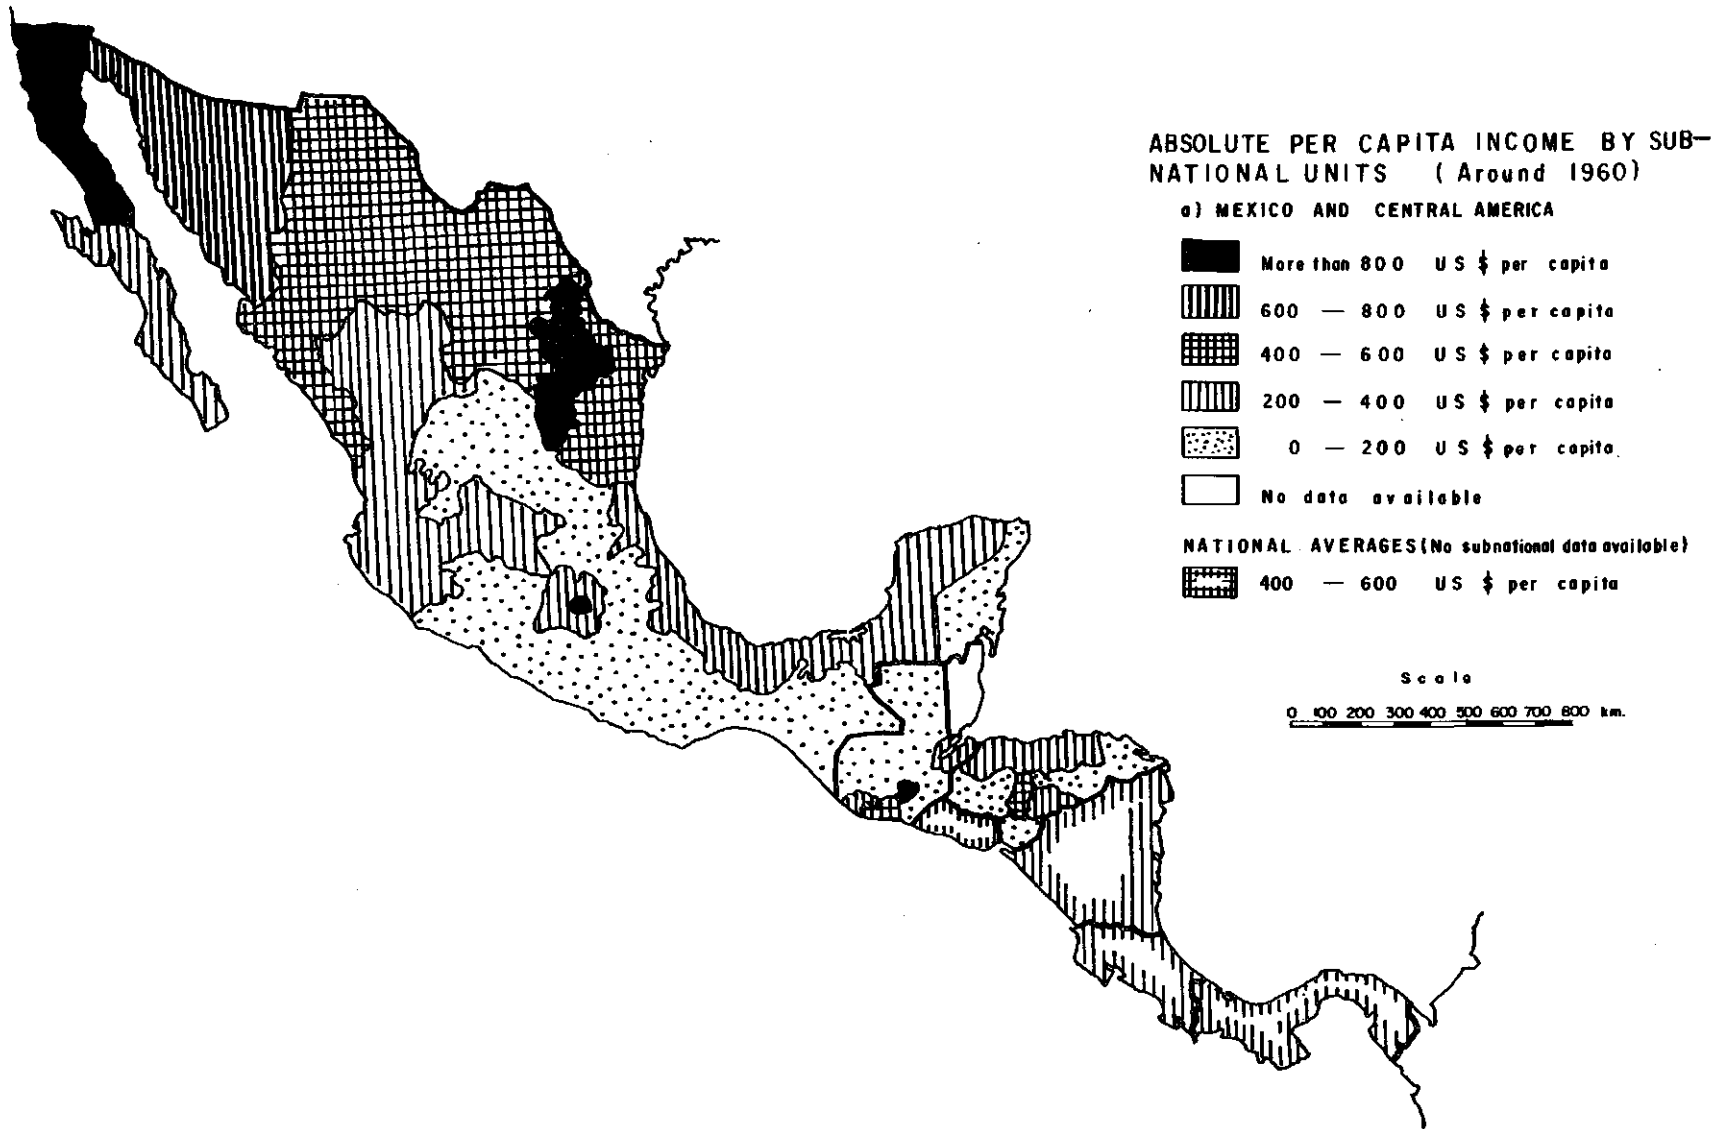 ABSOLUTE PER CAPITA INCOME BY SUB-
NATIONAL UNITS (Around 1960)
a) MEXICO AND CENTRAL AMERICA
More than 800 US $ per capita
600 — 800 US $ per capita
400 — 600 US $ per capita
200 — 400 US $ per capita
0 — 200 US $ per capita
No data available
NATIONAL AVERAGES (No subnational data available)
400 — 600 US $ per capita
Scale
0 100 200 300 400 500 600 700 800 km.